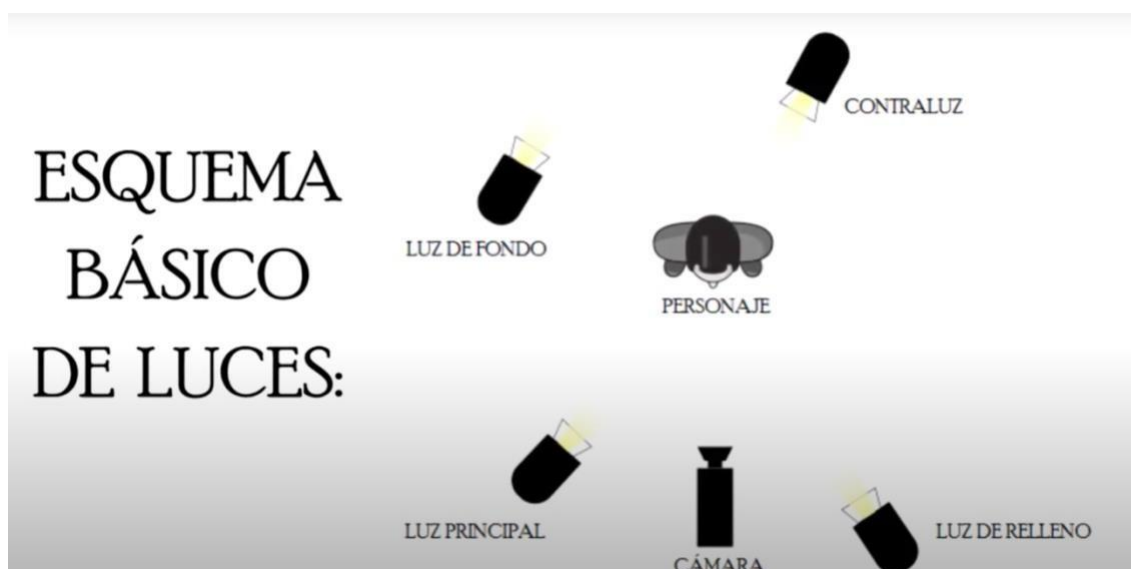 ESQUEMA
BÁSICO
DE LUCES:
CONTRALUZ
LUZ DE FONDO
PERSONAJE
LUZ PRINCIPAL
LUZ DE RELLENO
CÁMARA